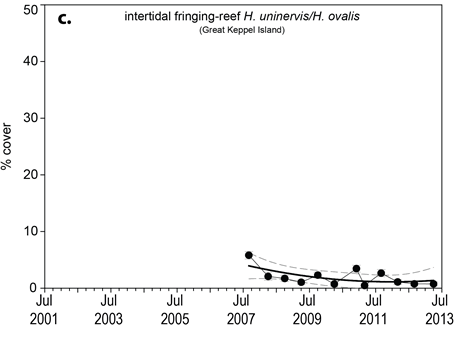 c.
intertidal fringing-reef H. uninervis/H. ovalis
(Great Keppel Island)
% cover
50
40
30
20
10
0
Jul Jul Jul Jul Jul Jul Jul
2001 2003 2005 2007 2009 2011 2013